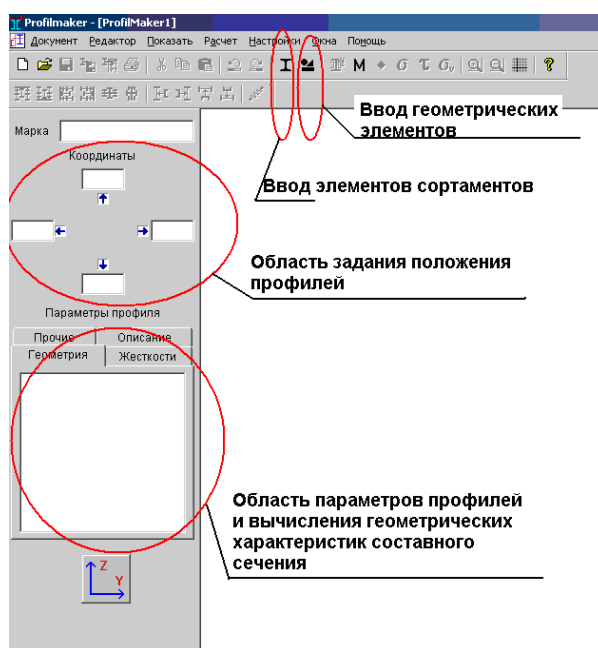 Profilmaker - [ProfilMaker1]
Документ Редактор Показать Расчет Настройки Окна Помощь
M σ τ σv ?
Ввод геометрических
элементов
Марка
Координаты
Ввод элементов сортаментов
Область задания положения
профилей
Параметры профиля
Прочие Описание
Геометрия Жесткости
Область параметров профилей
и вычисления геометрических
характеристик составного
сечения
Z
Y